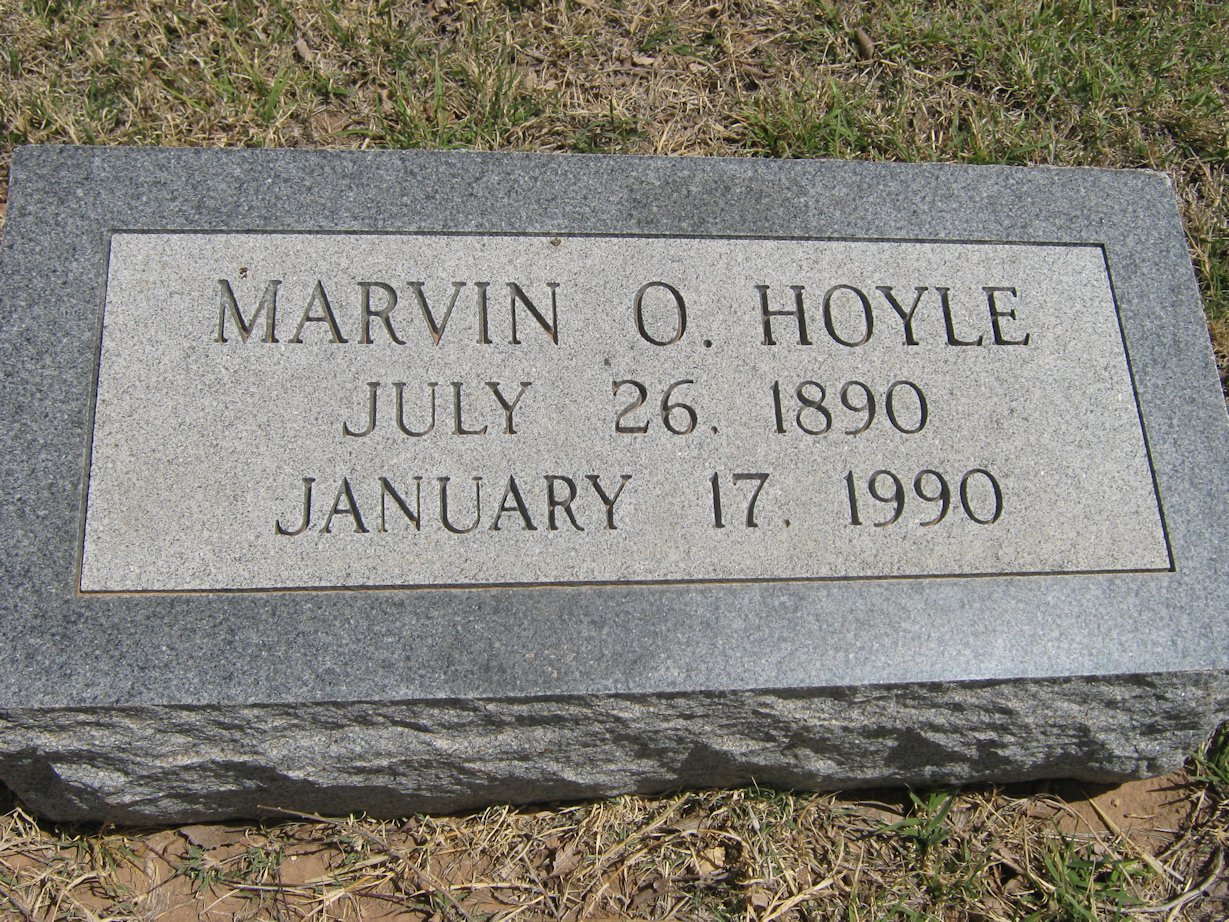 MARVIN O. HOYLE
JULY 26, 1890
JANUARY 17, 1990